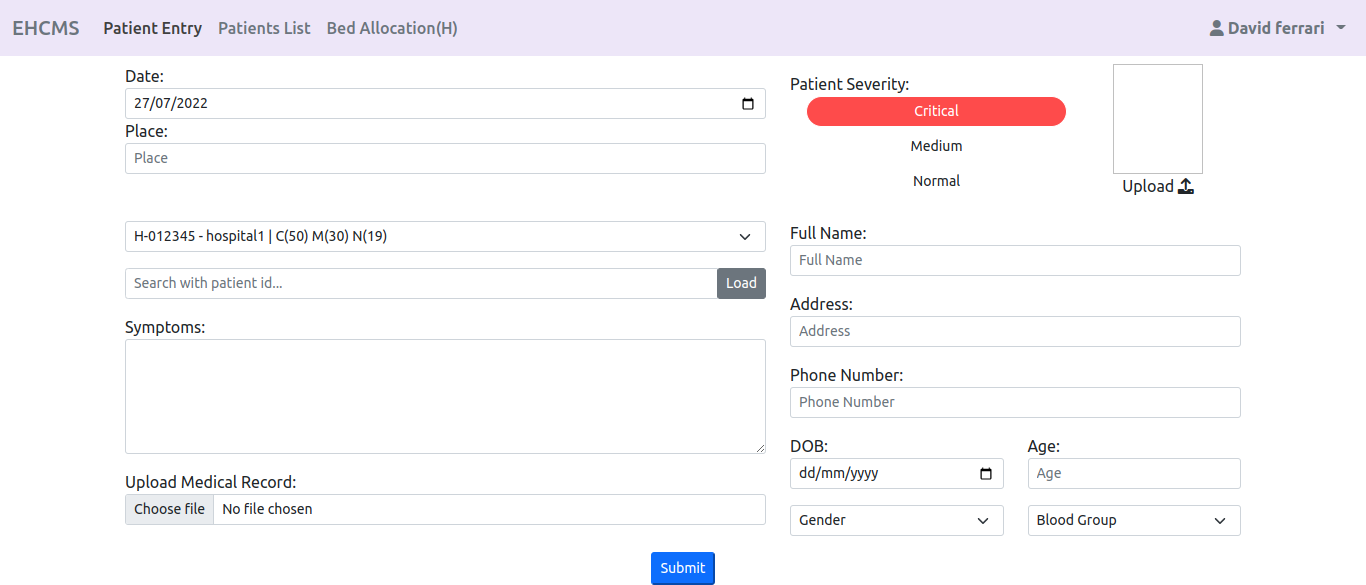 EHCMS Patient Entry Patients List Bed Allocation(H) David ferrari
Date:
27/07/2022
Place:
Place
H-012345 - hospital1 | C(50) M(30) N(19)
Search with patient id... Load
Symptoms:
Upload Medical Record:
Choose file No file chosen
Patient Severity:
Critical
Medium
Normal
Upload
Full Name:
Full Name
Address:
Address
Phone Number:
Phone Number
DOB: Age:
dd/mm/yyyy Age
Gender Blood Group
Submit